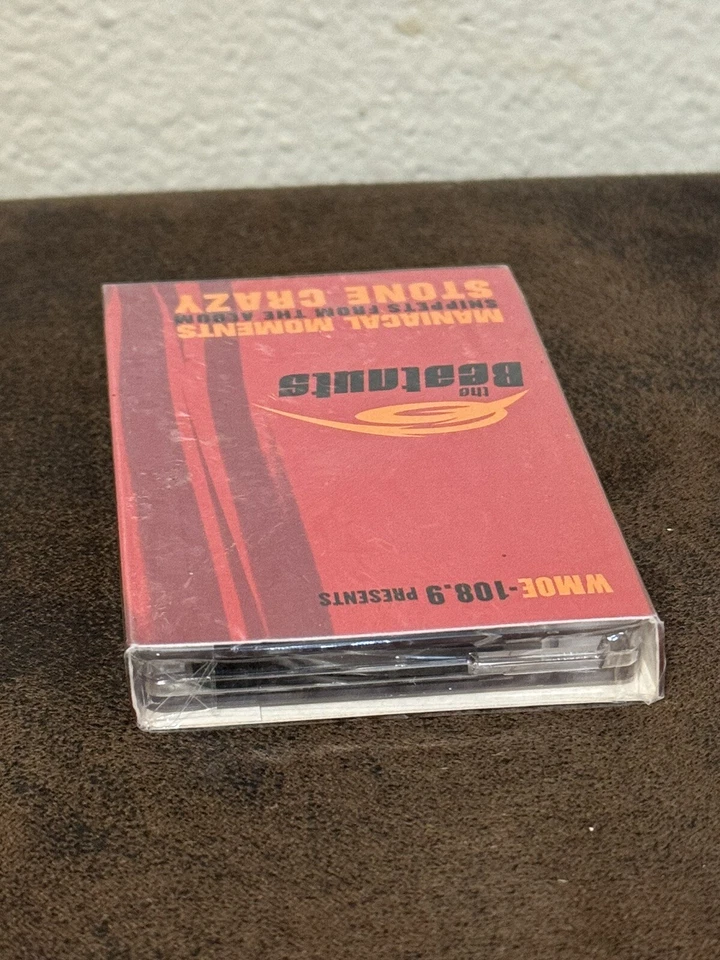 WMOE-108.9 PRESENTS
the
Beatnuts
MANIACAL MOMENTS
SNIPPETS FROM THE ALBUM
STONE CRAZY